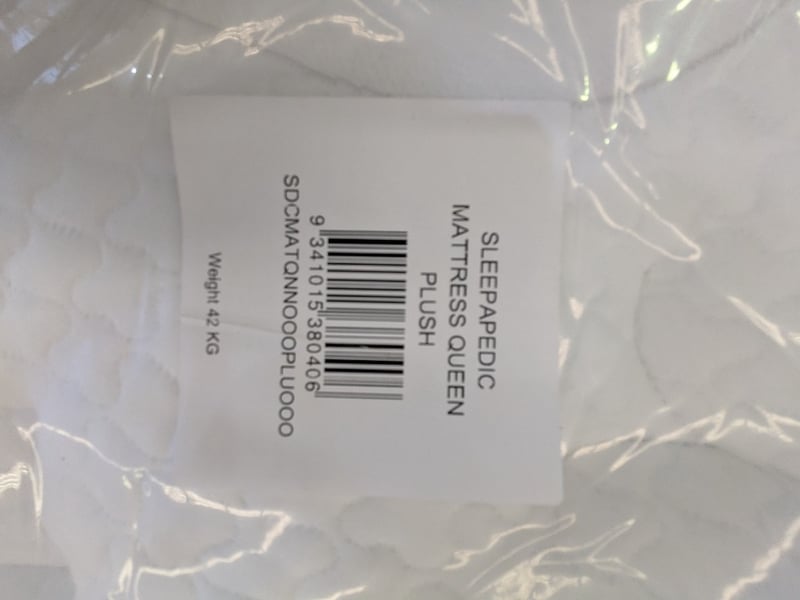 SLEEPAPEDIC
MATTRESS QUEEN
PLUSH
9 341015 380406
SDCMATQNNOOOPLUOOO
Weight 42 KG